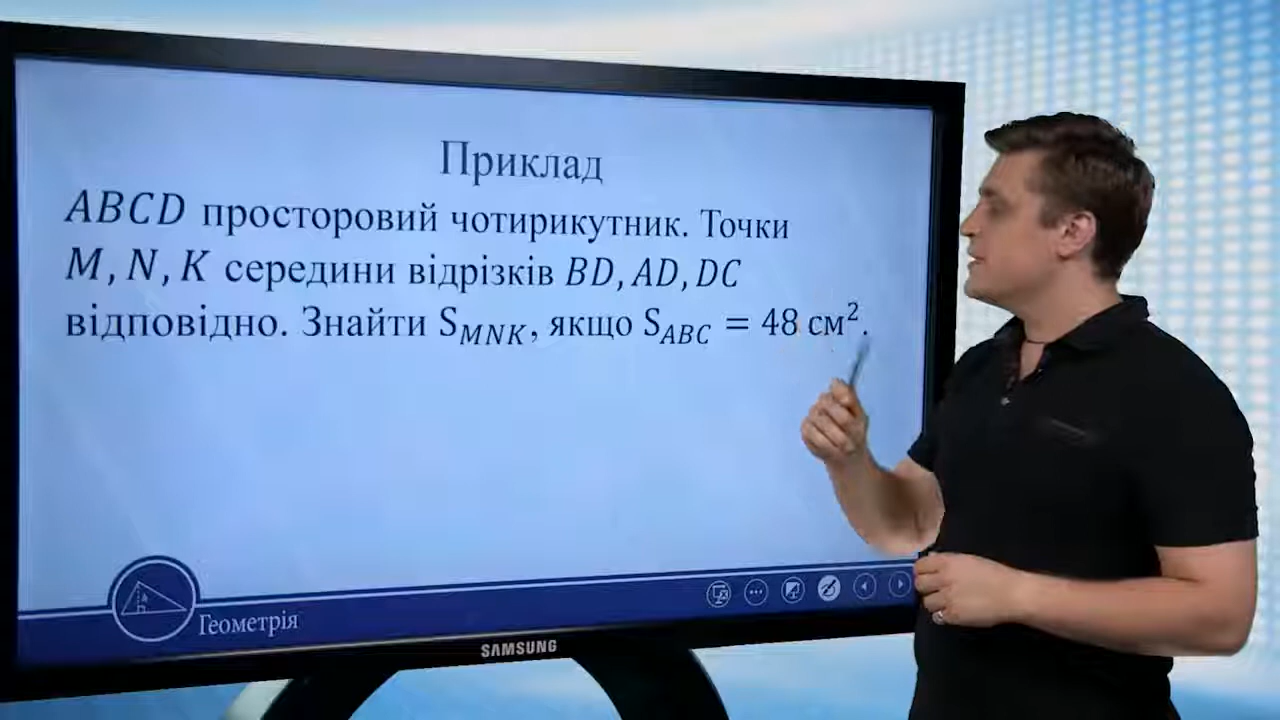 Приклад
ABCD просторовий чотирикутник. Точки
M, N, K середини відрізків BD, AD, DC
відповідно. Знайти S_MNK, якщо S_ABC = 48 см².
Геометрія
SAMSUNG